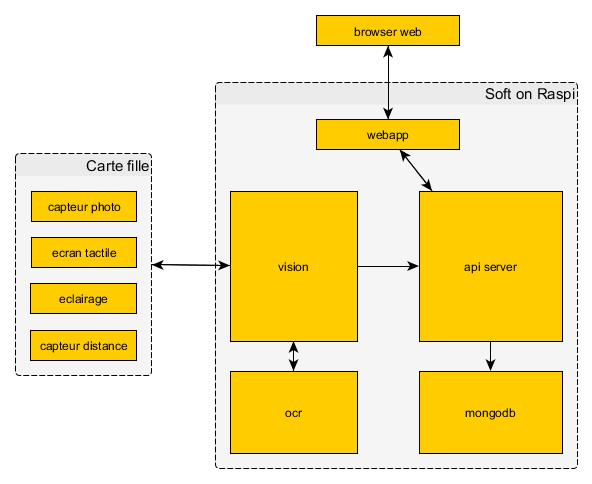 browser web
Soft on Raspi
webapp
Carte fille
capteur photo
ecran tactile
eclairage
capteur distance
vision
api server
ocr
mongodb